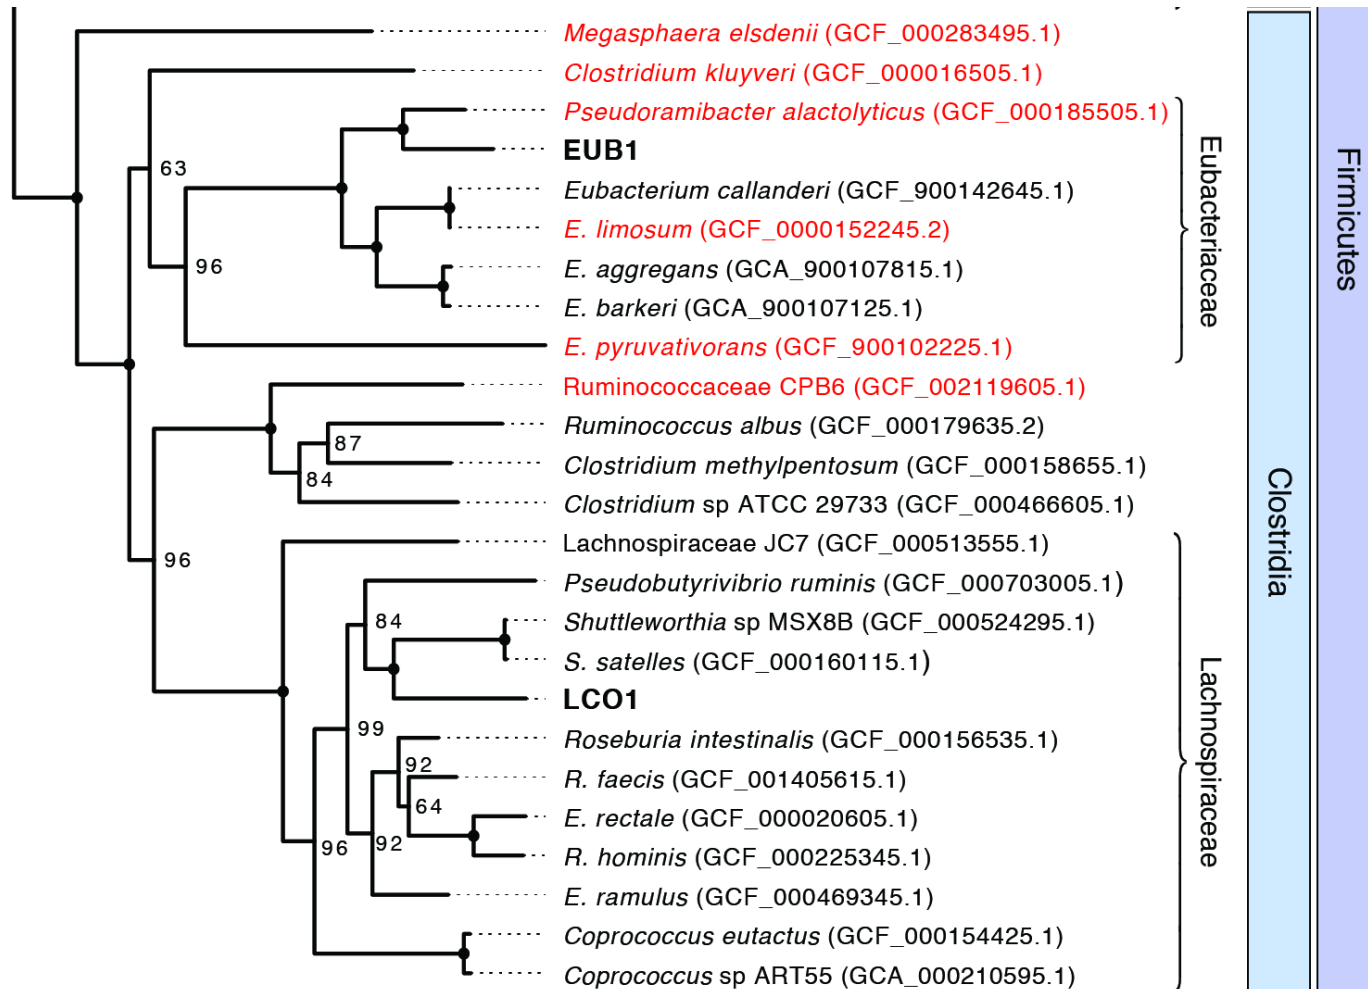 Megasphaera elsdenii (GCF_000283495.1)
Clostridium kluyveri (GCF_000016505.1)
Pseudoramibacter alactolyticus (GCF_000185505.1)
63
EUB1
Eubacterium callanderi (GCF_900142645.1)
E. limosum (GCF_0000152245.2)
96
E. aggregans (GCA_900107815.1)
E. barkeri (GCA_900107125.1)
E. pyruvativorans (GCF_900102225.1)
Eubacteriaceae
Firmicutes
Ruminococcaceae CPB6 (GCF_002119605.1)
Ruminococcus albus (GCF_000179635.2)
87
Clostridium methylpentosum (GCF_000158655.1)
84
Clostridium sp ATCC 29733 (GCF_000466605.1)
Clostridia
Lachnospiraceae JC7 (GCF_000513555.1)
96
Pseudobutyrivibrio ruminis (GCF_000703005.1)
84
Shuttleworthia sp MSX8B (GCF_000524295.1)
S. satelles (GCF_000160115.1)
LCO1
99
Roseburia intestinalis (GCF_000156535.1)
92
R. faecis (GCF_001405615.1)
64
E. rectale (GCF_000020605.1)
92
96
R. hominis (GCF_000225345.1)
E. ramulus (GCF_000469345.1)
Coprococcus eutactus (GCF_000154425.1)
Coprococcus sp ART55 (GCA_000210595.1)
Lachnospiraceae